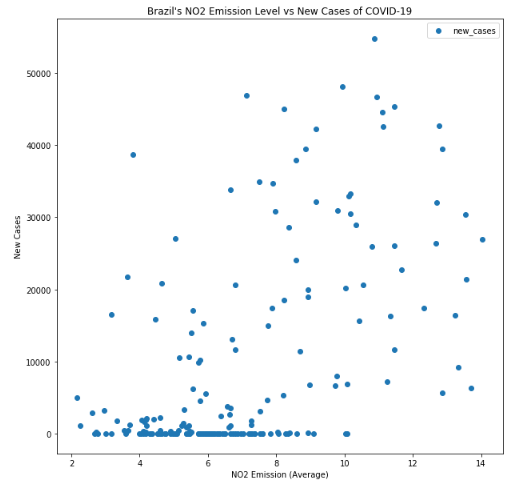 Brazil's NO2 Emission Level vs New Cases of COVID-19
new_cases
50000
40000
30000
20000
10000
0
New Cases
2 4 6 8 10 12 14
NO2 Emission (Average)